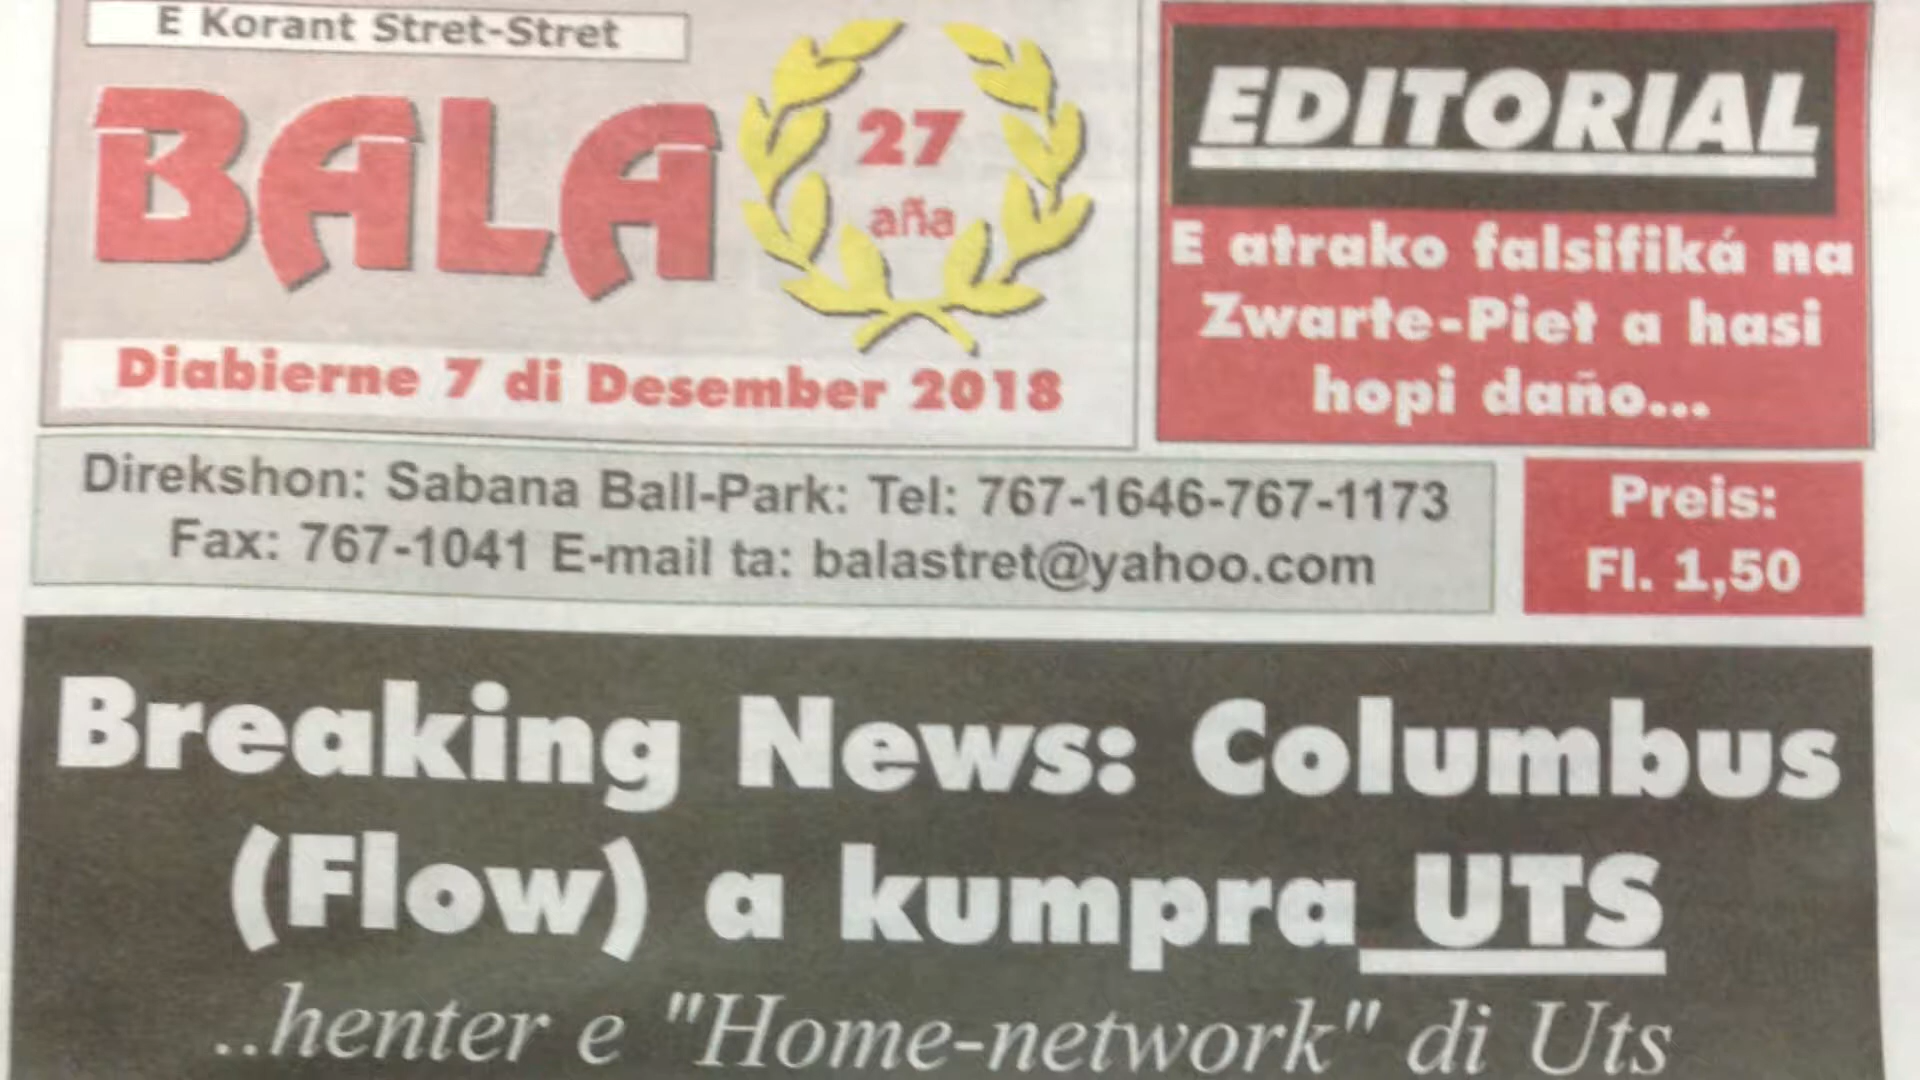 E Korant Stret-Stret
BALA
27
aña
Diabierne 7 di Desember 2018
EDITORIAL
E atrako falsifiká na
Zwarte-Piet a hasi
hopi daño...
Direkshon: Sabana Ball-Park: Tel: 767-1646-767-1173
Fax: 767-1041 E-mail ta: balastret@yahoo.com
Preis:
Fl. 1,50
Breaking News: Columbus
(Flow) a kumpra UTS
..henter e "Home-network" di Uts